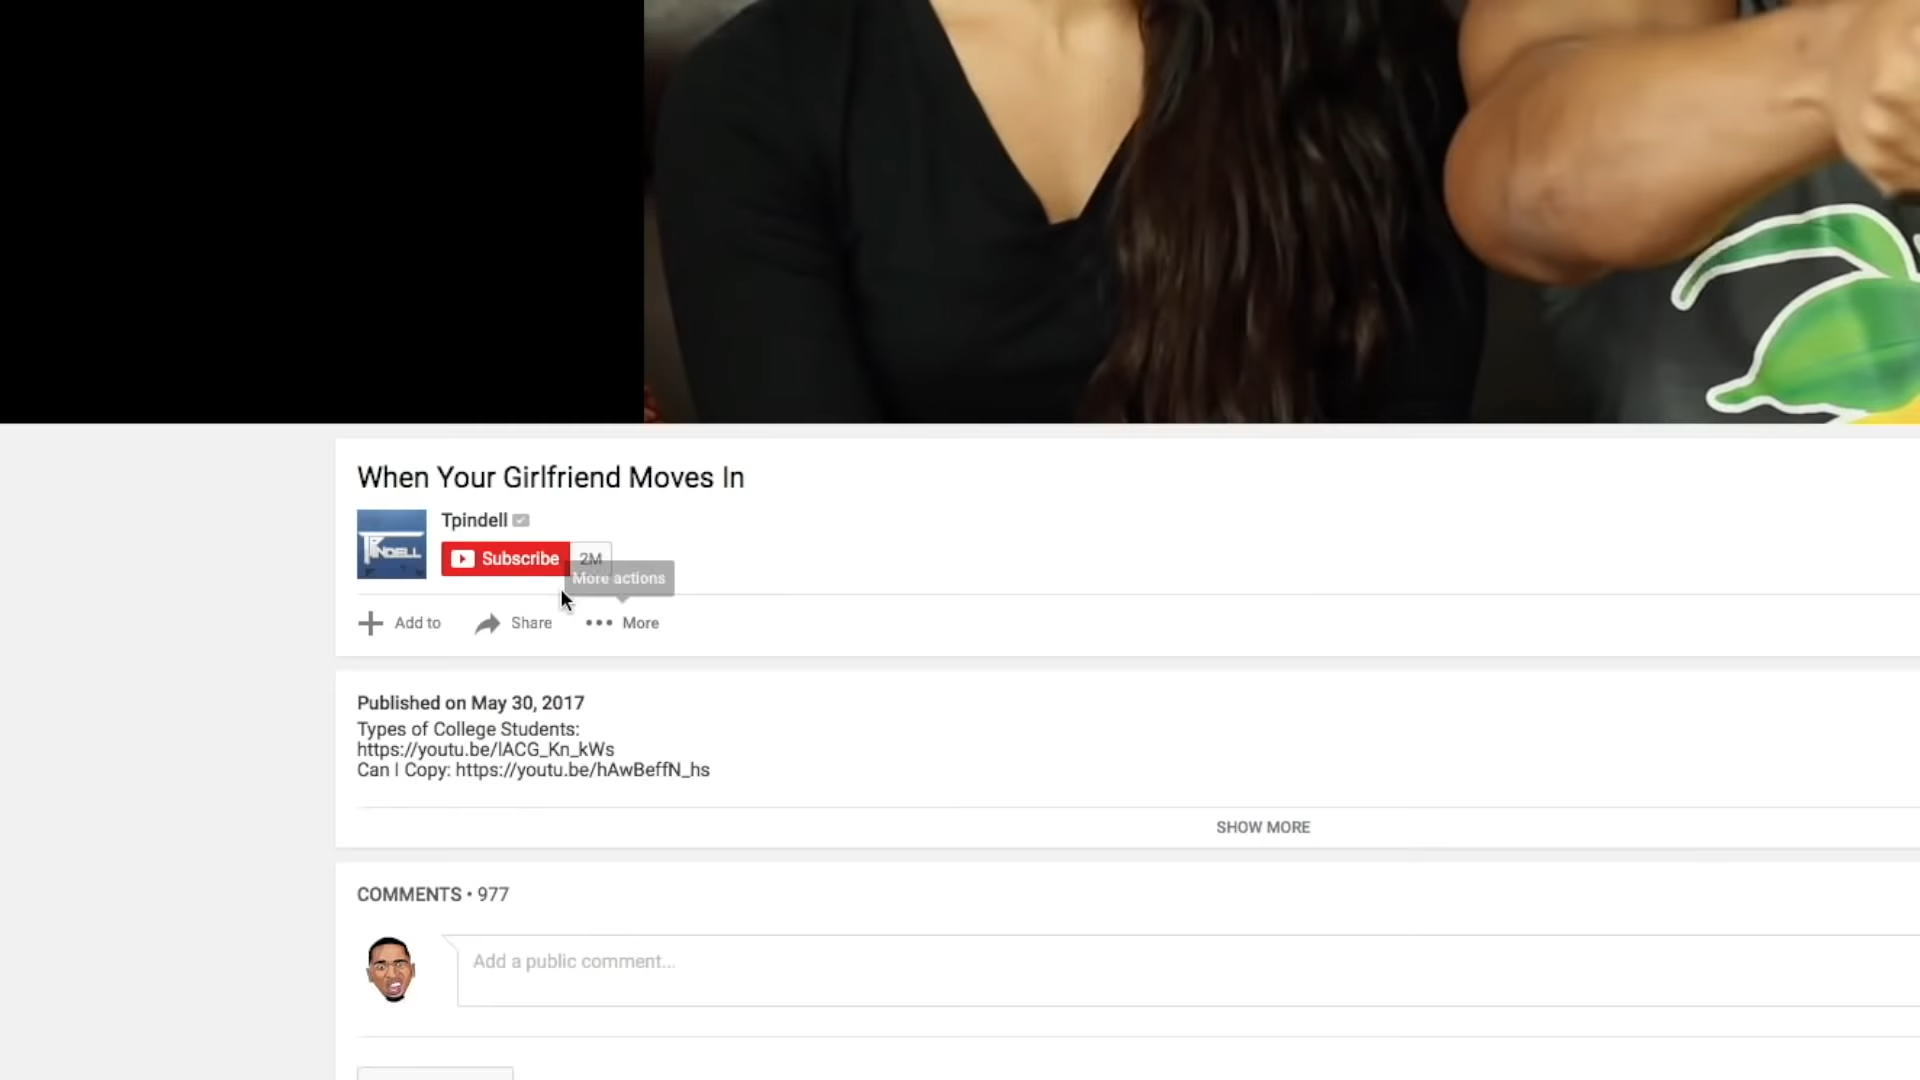 When Your Girlfriend Moves In
TPINDELL
Tpindell
Subscribe 2M
More actions
Add to Share More
Published on May 30, 2017
Types of College Students:
https://youtu.be/lACG_Kn_kWs
Can I Copy: https://youtu.be/hAwBeffN_hs
SHOW MORE
COMMENTS • 977
Add a public comment...